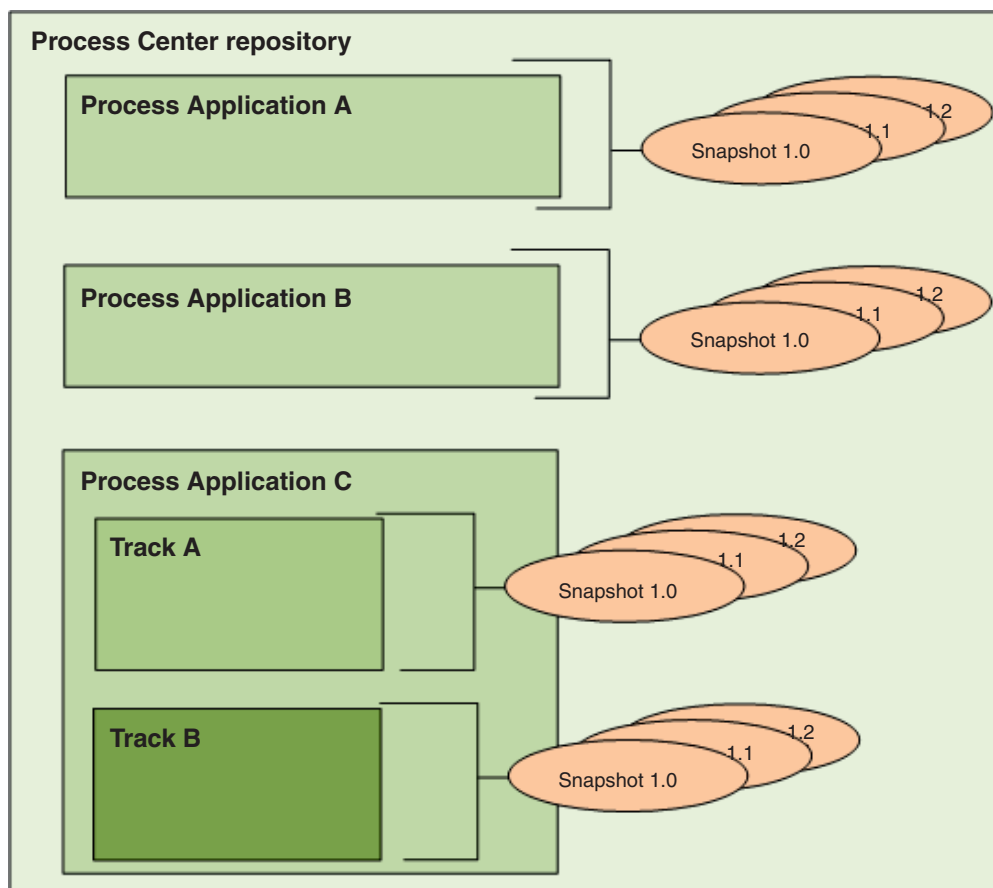 Process Center repository
Process Application A
Snapshot 1.0
1.1
1.2
Process Application B
Snapshot 1.0
1.1
1.2
Process Application C
Track A
Snapshot 1.0
1.1
1.2
Track B
Snapshot 1.0
1.1
1.2